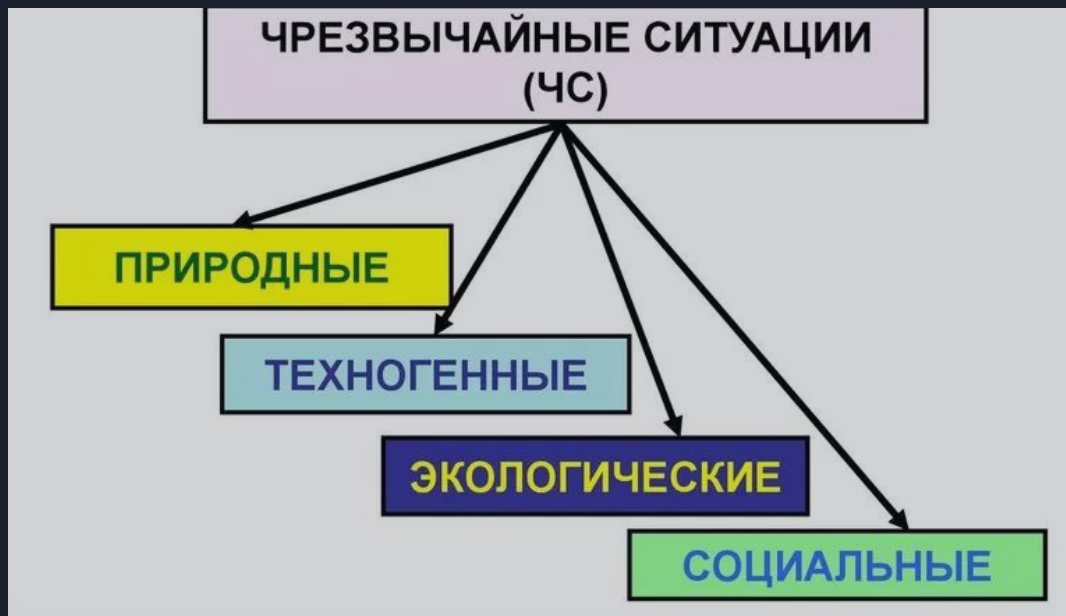 ЧРЕЗВЫЧАЙНЫЕ СИТУАЦИИ
(ЧС)
ПРИРОДНЫЕ
ТЕХНОГЕННЫЕ
ЭКОЛОГИЧЕСКИЕ
СОЦИАЛЬНЫЕ